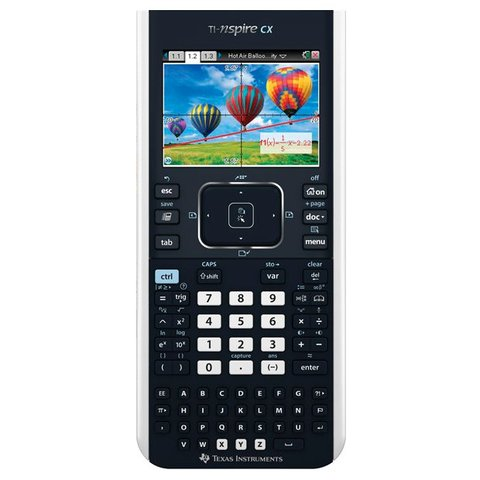 TI-nspire CX
1.1 1.2 1.3 Hot Air Balloo...ity
M(x)=1/5 x-2.22
off
esc on
save + page
doc
tab menu
CAPS sto→ clear
ctrl shift var del
= trig 7 8 9
^ x² 4 5 6 × ÷
ln log
eˣ 10ˣ 1 2 3 + −
( ) { } capture ans
( ) 0 . (−) enter
EE A B C D E F G ?!
π H I J K L M N
, O P Q R S T U
V W X Y Z
TEXAS INSTRUMENTS